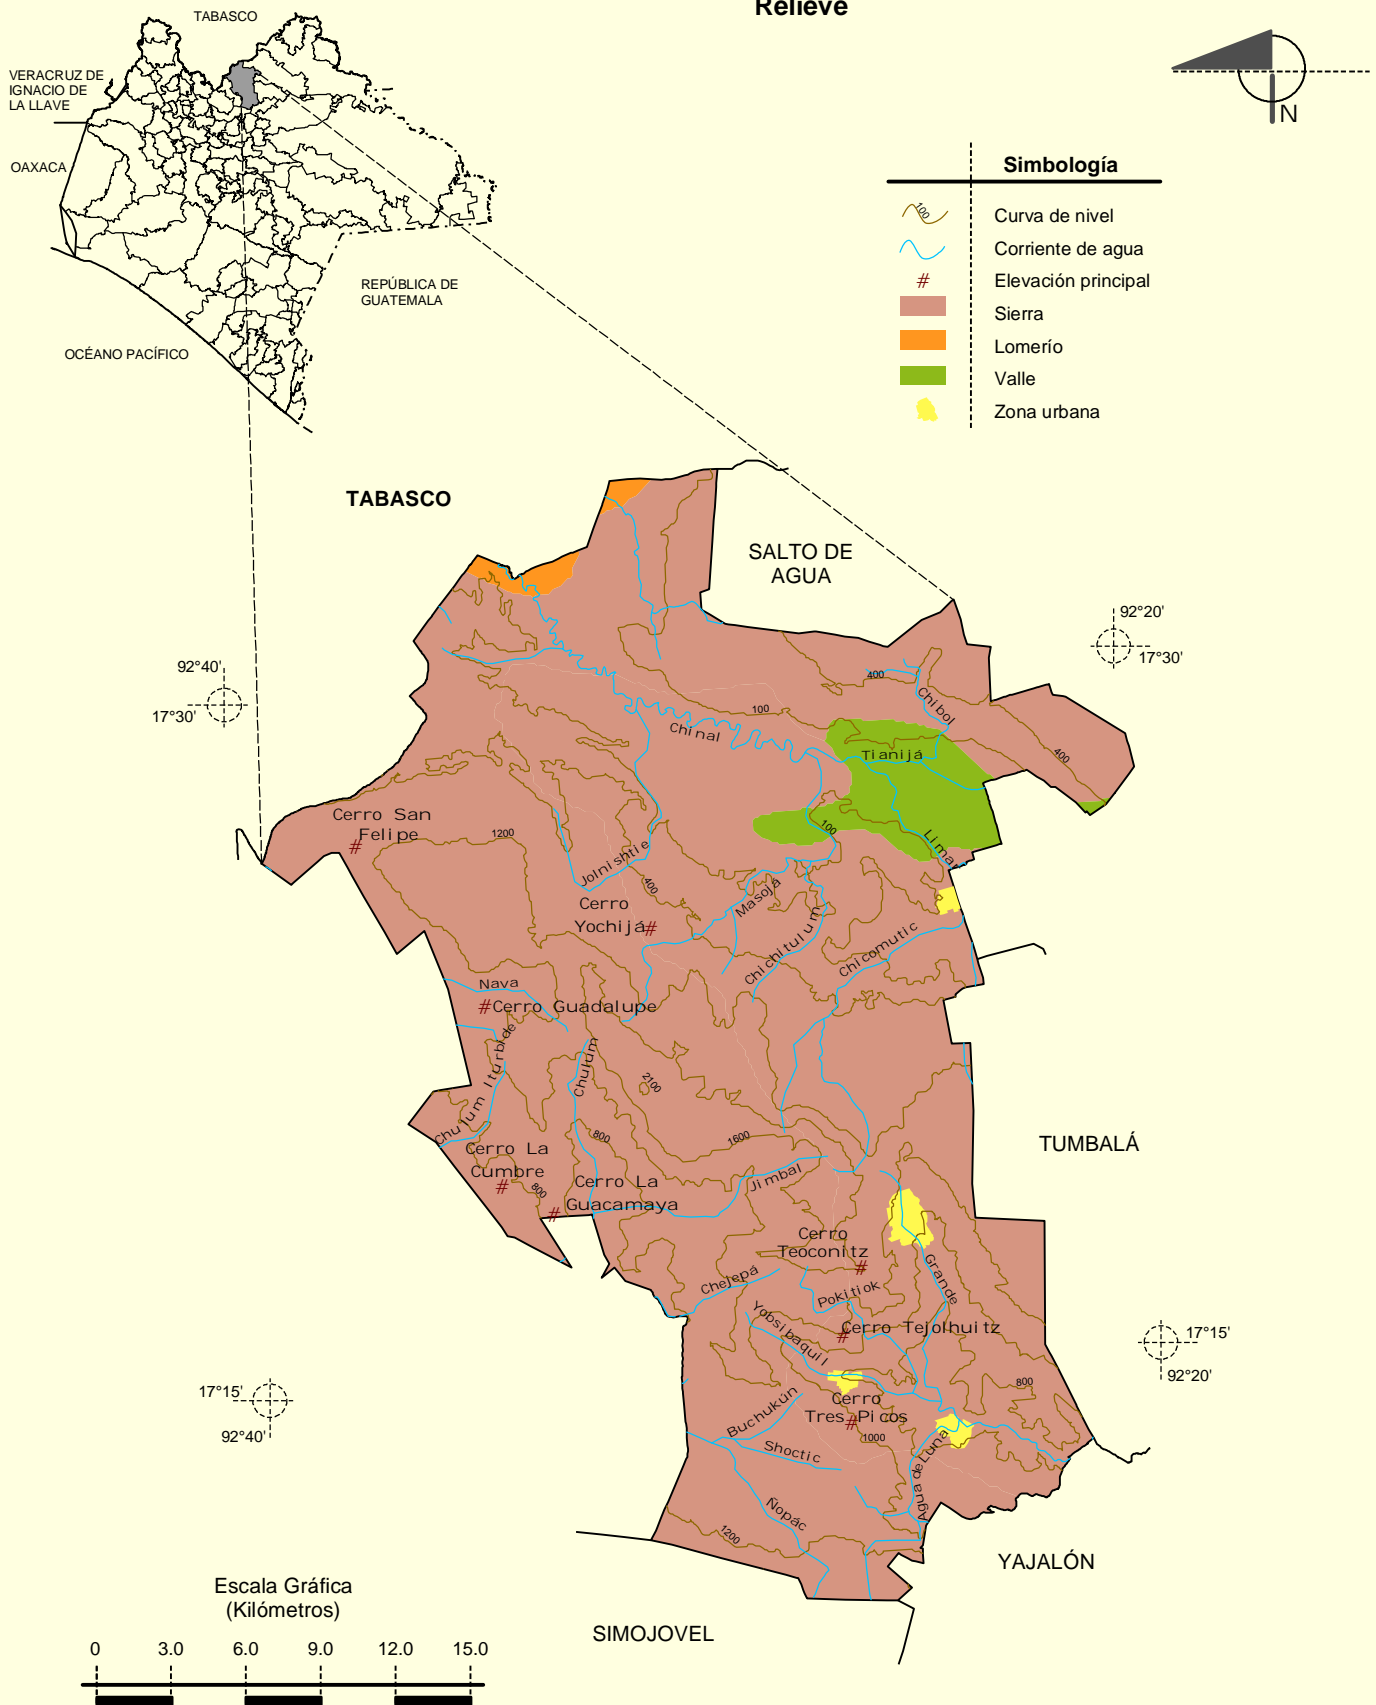 Relieve
TABASCO
VERACRUZ DE
IGNACIO DE
LA LLAVE
OAXACA
REPÚBLICA DE
GUATEMALA
OCÉANO PACÍFICO
N
Simbología
100
Curva de nivel
Corriente de agua
# Elevación principal
Sierra
Lomerío
Valle
Zona urbana
TABASCO
SALTO DE
AGUA
92°20'
17°30'
92°40'
17°30'
400
Chibol
100
Chinal
Tianijá
400
Cerro San
Felipe
#
1200
100
Limar
Jolnishtie
400
Masojá
Cerro
Yochijá
#
Chichitulum
Chicomutic
Nava
#Cerro Guadalupe
Chulum Iturbide
Chulum
2100
800
1600
TUMBALÁ
Cerro La
Cumbre
#
800
Cerro La
Guacamaya
#
Jimbal
Cerro
Teoconitz
#
Grande
Chejepá
Pokitiok
Yobsibaquil
Cerro Tejolhuitz
#
17°15'
92°20'
17°15'
92°40'
800
Cerro
Tres Picos
#
Buchukún
1000
Shoctic
Agua de Luna
Ñopác
1200
YAJALÓN
Escala Gráfica
(Kilómetros)
SIMOJOVEL
0 3.0 6.0 9.0 12.0 15.0